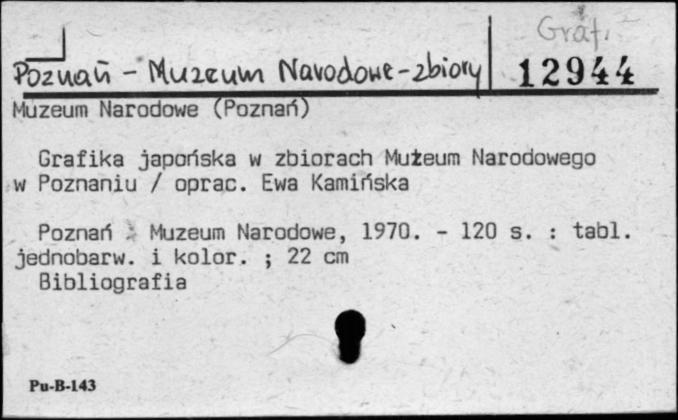 Graf.
Poznań - Muzeum Narodowe - zbiory
12944
Muzeum Narodowe (Poznań)
Grafika japońska w zbiorach Muzeum Narodowego
w Poznaniu / oprac. Ewa Kamińska
Poznań : Muzeum Narodowe, 1970. - 120 s. : tabl.
jednobarw. i kolor. ; 22 cm
Bibliografia
Pu-B-143